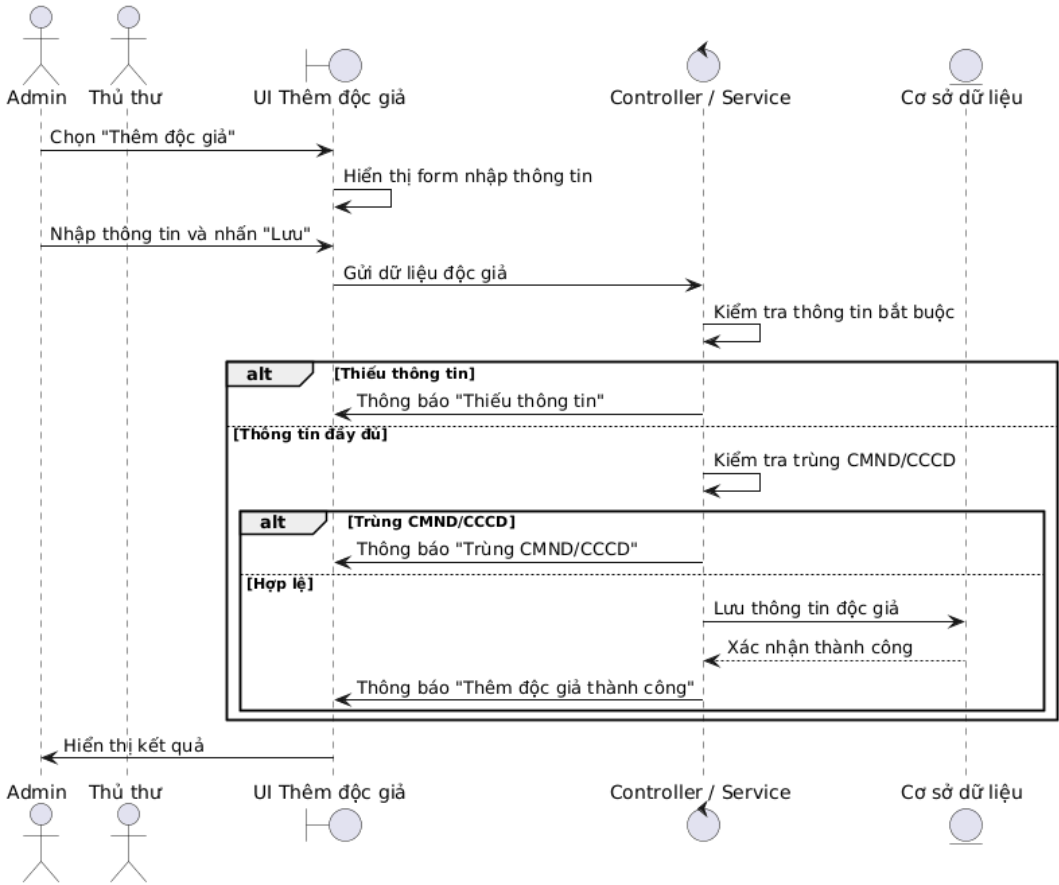 Admin Thủ thư UI Thêm độc giả Controller / Service Cơ sở dữ liệu
Chọn "Thêm độc giả"
Hiển thị form nhập thông tin
Nhập thông tin và nhấn "Lưu"
Gửi dữ liệu độc giả
Kiểm tra thông tin bắt buộc
alt [Thiếu thông tin]
Thông báo "Thiếu thông tin"
[Thông tin đầy đủ]
Kiểm tra trùng CMND/CCCD
alt [Trùng CMND/CCCD]
Thông báo "Trùng CMND/CCCD"
[Hợp lệ]
Lưu thông tin độc giả
Xác nhận thành công
Thông báo "Thêm độc giả thành công"
Hiển thị kết quả
Admin Thủ thư UI Thêm độc giả Controller / Service Cơ sở dữ liệu